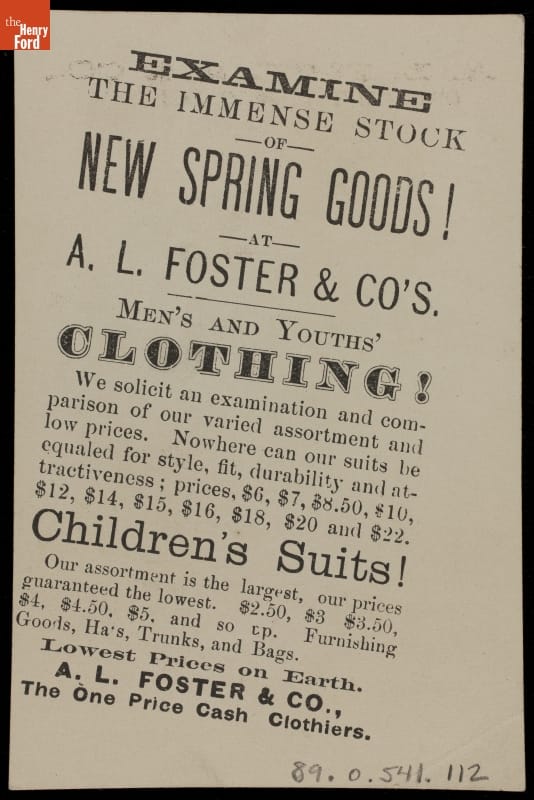 the
Henry
Ford
EXAMINE
THE IMMENSE STOCK
—OF—
NEW SPRING GOODS!
—AT—
A. L. FOSTER & CO'S.
MEN'S AND YOUTHS'
CLOTHING!
We solicit an examination and com-
parison of our varied assortment and
low prices. Nowhere can our suits be
equaled for style, fit, durability and at-
tractiveness; prices, $6, $7, $8.50, $10,
$12, $14, $15, $16, $18, $20 and $22.
Children's Suits!
Our assortment is the largest, our prices
guaranteed the lowest. $2.50, $3 $3.50,
$4, $4.50, $5, and so up. Furnishing
Goods, Hats, Trunks, and Bags.
Lowest Prices on Earth.
A. L. FOSTER & CO.,
The One Price Cash Clothiers.
89.0.541.112